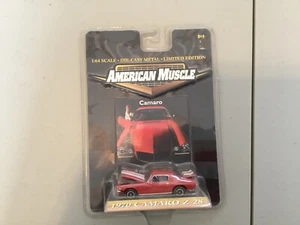 1/64 SCALE • DIE-CAST METAL • LIMITED EDITION
AMERICAN MUSCLE
Camaro
1970 CAMARO Z 28